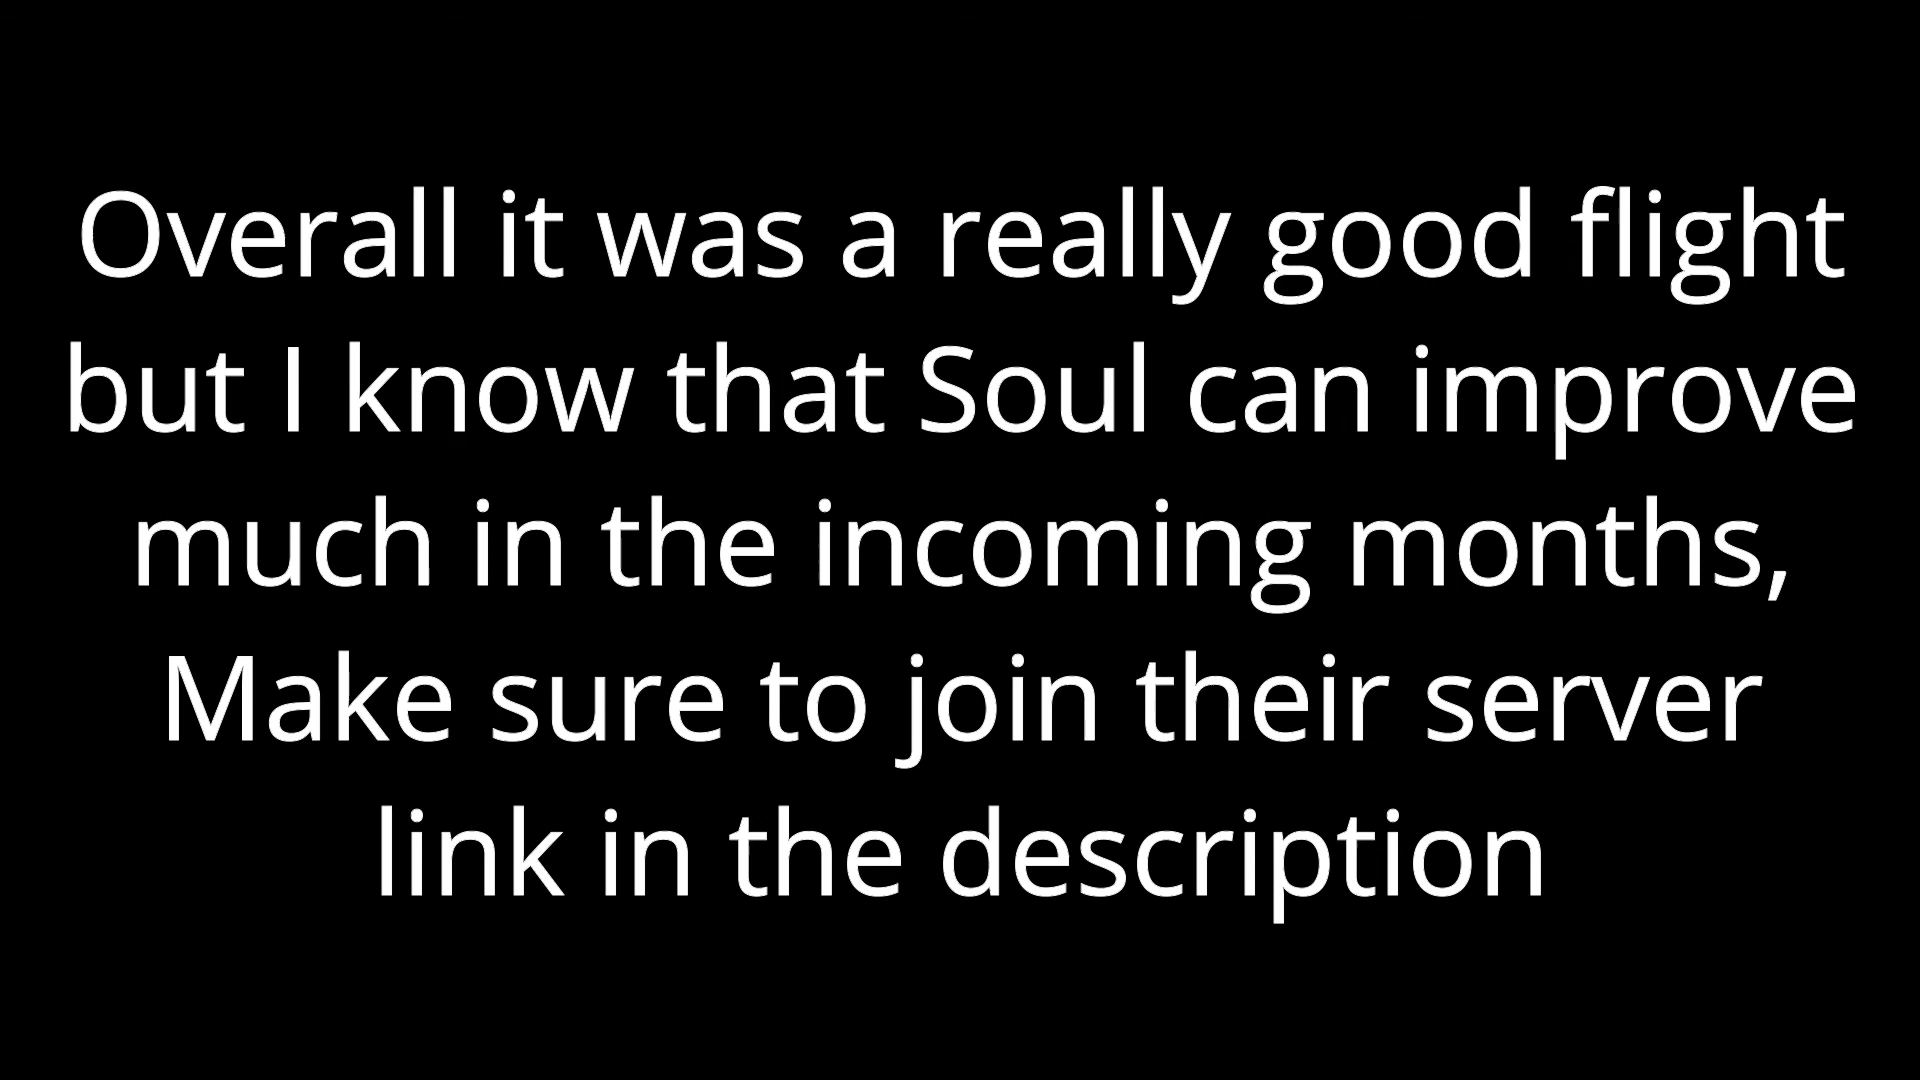 Overall it was a really good flight
but I know that Soul can improve
much in the incoming months,
Make sure to join their server
link in the description